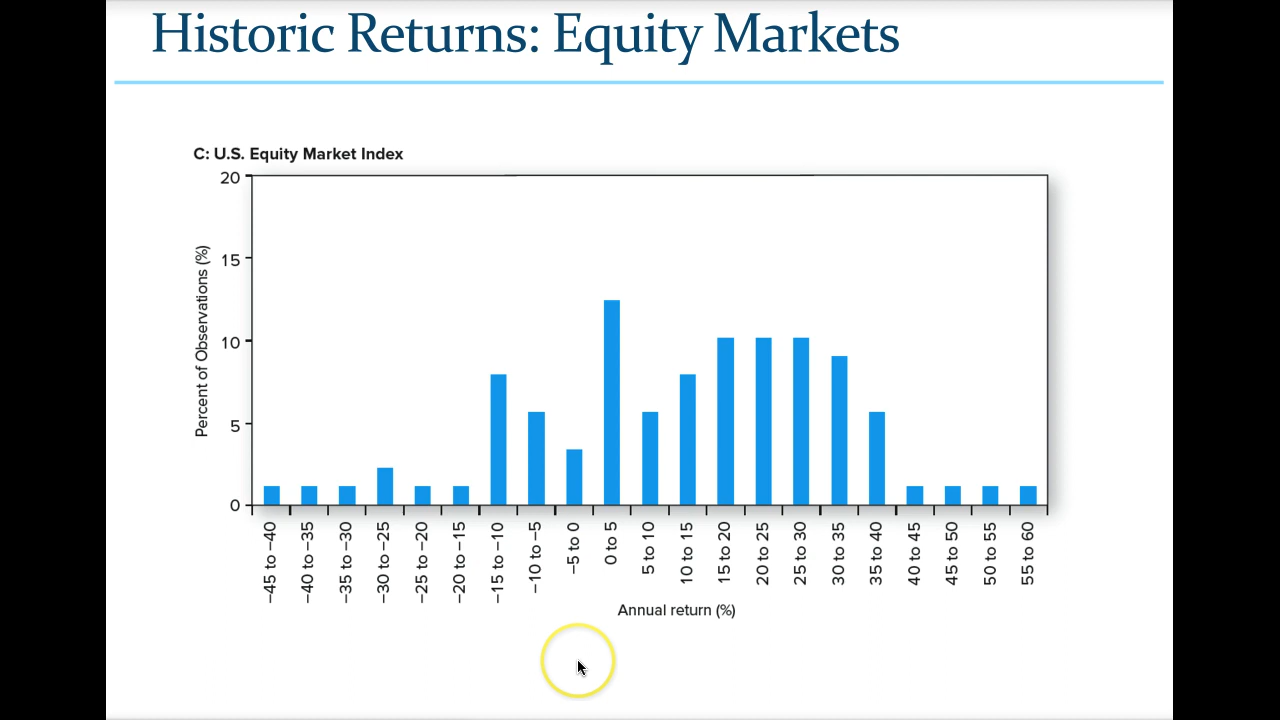 Historic Returns: Equity Markets
C: U.S. Equity Market Index
Percent of Observations (%)
20
15
10
5
0
−45 to −40
−40 to −35
−35 to −30
−30 to −25
−25 to −20
−20 to −15
−15 to −10
−10 to −5
−5 to 0
0 to 5
5 to 10
10 to 15
15 to 20
20 to 25
25 to 30
30 to 35
35 to 40
40 to 45
45 to 50
50 to 55
55 to 60
Annual return (%)